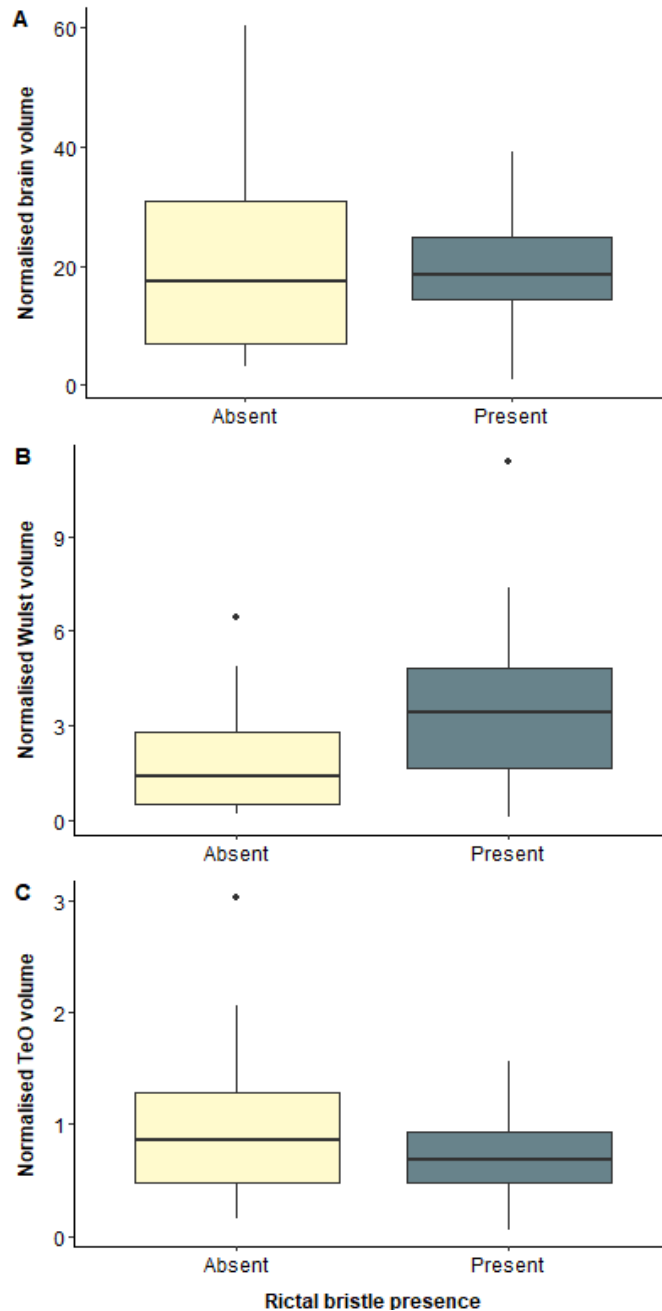 A
Normalised brain volume
60
40
20
0
Absent Present
B
Normalised Wulst volume
9
6
3
0
Absent Present
C
Normalised TeO volume
3
2
1
0
Absent Present
Rictal bristle presence